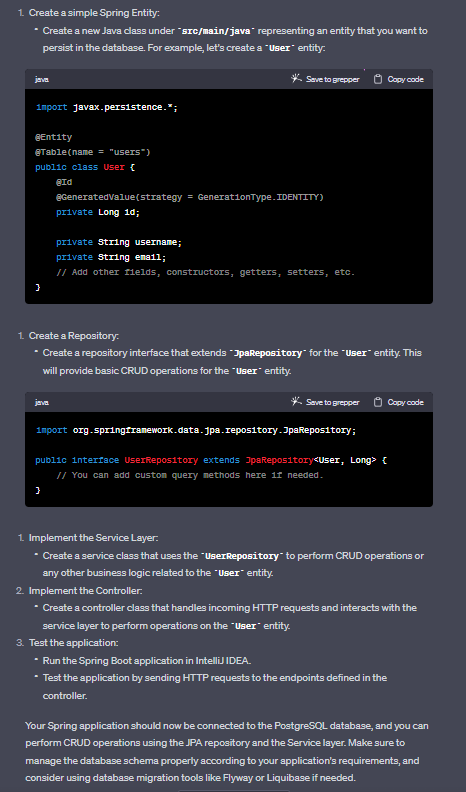 1. Create a simple Spring Entity:
• Create a new Java class under `src/main/java` representing an entity that you want to
persist in the database. For example, let's create a `User` entity:
java Save to grepper Copy code
import javax.persistence.*;
@Entity
@Table(name = "users")
public class User {
@Id
@GeneratedValue(strategy = GenerationType.IDENTITY)
private Long id;
private String username;
private String email;
// Add other fields, constructors, getters, setters, etc.
}
1. Create a Repository:
• Create a repository interface that extends `JpaRepository` for the `User` entity. This
will provide basic CRUD operations for the `User` entity.
java Save to grepper Copy code
import org.springframework.data.jpa.repository.JpaRepository;
public interface UserRepository extends JpaRepository<User, Long> {
// You can add custom query methods here if needed.
}
1. Implement the Service Layer:
• Create a service class that uses the `UserRepository` to perform CRUD operations or
any other business logic related to the `User` entity.
2. Implement the Controller:
• Create a controller class that handles incoming HTTP requests and interacts with the
service layer to perform operations on the `User` entity.
3. Test the application:
• Run the Spring Boot application in IntelliJ IDEA.
• Test the application by sending HTTP requests to the endpoints defined in the
controller.
Your Spring application should now be connected to the PostgreSQL database, and you can
perform CRUD operations using the JPA repository and the Service layer. Make sure to
manage the database schema properly according to your application's requirements, and
consider using database migration tools like Flyway or Liquibase if needed.